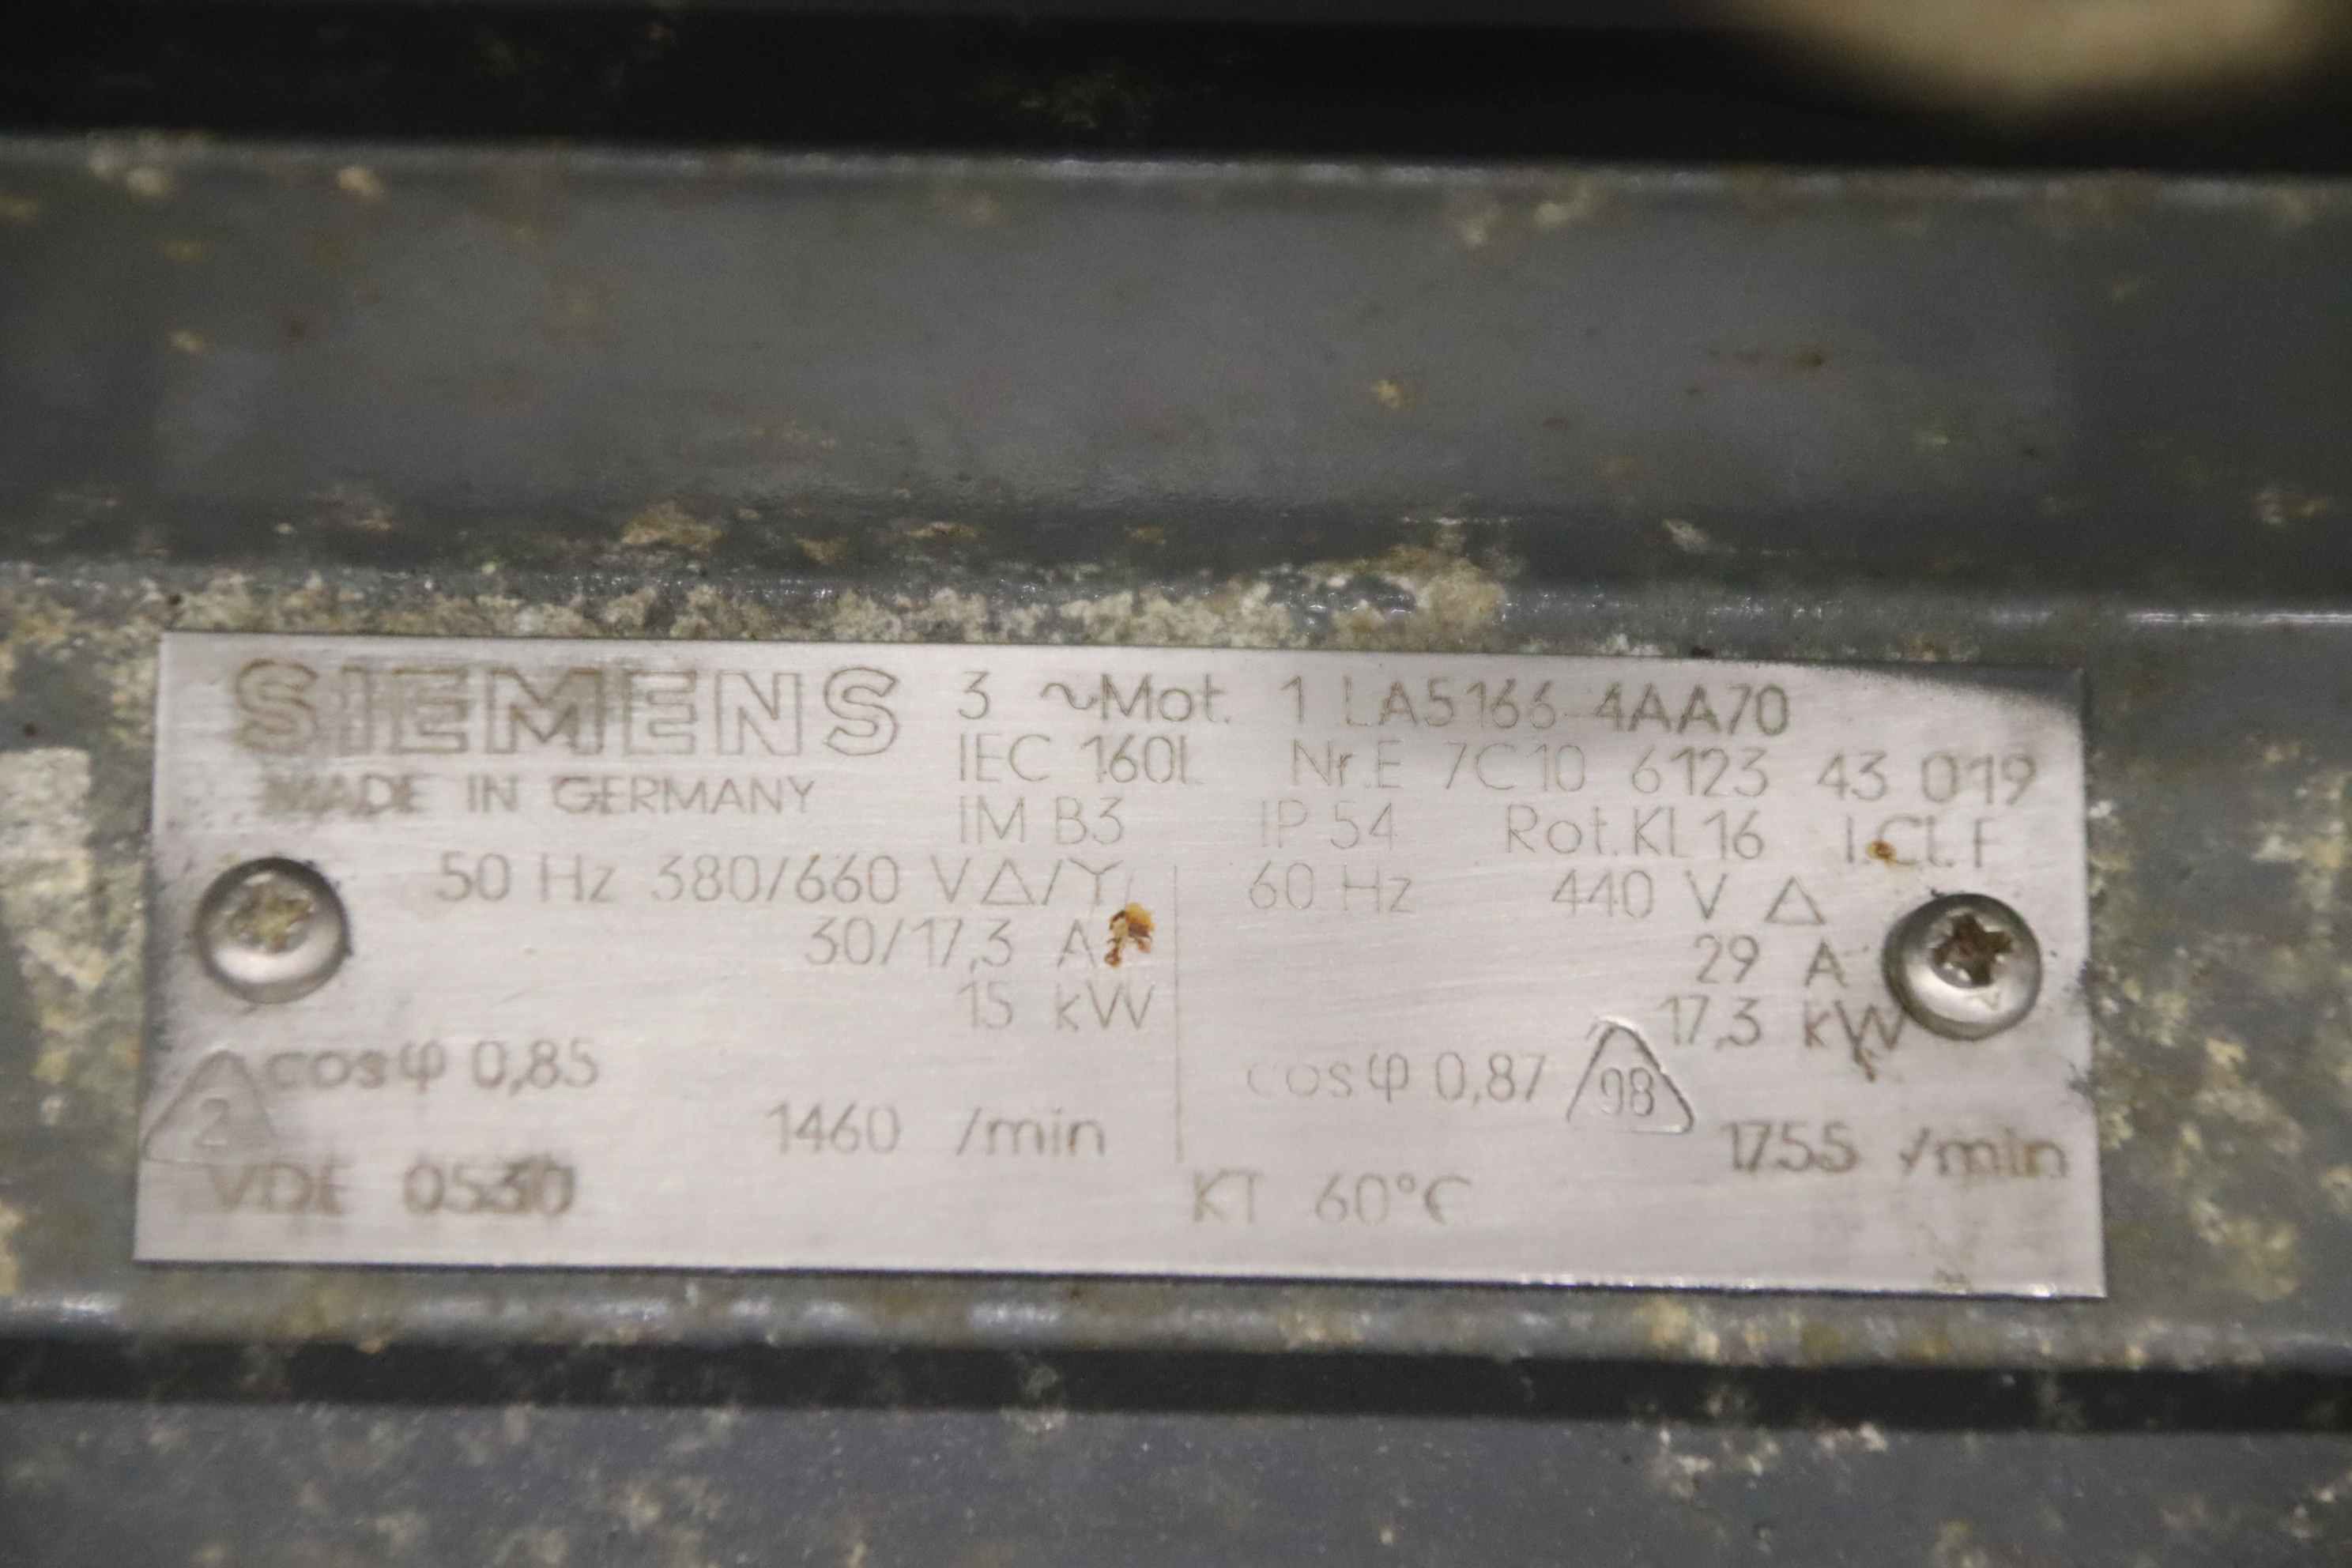 SIEMENS 3 ~Mot. 1 LA5166-4AA70
MADE IN GERMANY IEC 160L Nr.E 7C10 6123 43 019
IM B3 IP 54 Rot.KL 16 I.Cl.F
50 Hz 380/660 V△/Y 60 Hz 440 V △
30/17,3 A 29 A
15 kW 17,3 kW
cosφ 0,85 cosφ 0,87 98
2 1460 /min 1755 /min
VDE 0530 KT 60°C